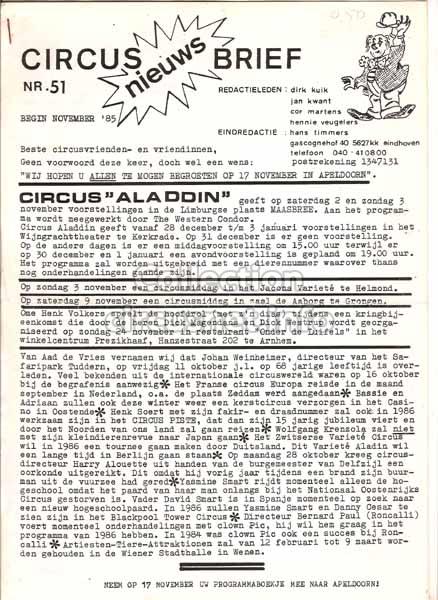 CIRCUS nieuws BRIEF
NR.51
BEGIN NOVEMBER '85
REDACTIELEDEN: dirk kuik
jan kwant
cor martens
hennie veugelers
EINDREDACTIE: hans timmers
gascognehof 40 5627kk eindhoven
telefoon 040-410800
postrekening 1347131
Beste circusvrienden- en vriendinnen,
Geen voorwoord deze keer, doch wel een wens:
"WIJ HOPEN U ALLEN TE MOGEN BEGROETEN OP 17 NOVEMBER IN APELDOORN".
CIRCUS "ALADDIN" geeft op zaterdag 2 en zondag 3
november voorstellingen in de Limburgse plaats MAASBREE. Aan het program-
ma wordt meegewerkt door The Western Condor.
Circus Aladdin geeft vanaf 28 december t/m 3 januari voorstellingen in het
Wijngrachttheater te Kerkrade. Op 31 december is er geen voorstelling.
Op de andere dagen is er een middagvoorstelling om 15.00 uur terwijl er
op 30 december en 1 januari een avondvoorstelling is gepland om 19.00 uur.
Het programma zal worden uitgebreid met een dierennummer waarover thans
nog onderhandelingen gaande zijn.
Op zondag 3 november een circusmiddag in het Jacons Varieté te Helmond.
Op zaterdag 9 november een circusmiddag in zaal de Aaborg te Grongen.
Ome Henk Volkers zal de hoofdgast zijn tijdens een kringbij-
eenkomst die door de heren Dick Vaartjes en Dick Harte wordt georga-
niseerd op zondag 24 november in restaurant "Onder de Luifels" in het
winkelcentrum Presikhaaf, Hanzestraat 202 te Arnhem.
Van Aad de Vries vernamen wij dat Johan Weinheimer, directeur van het Sa-
faripark Tuddern, op vrijdag 11 oktober j.l. op 68 jarige leeftijd is over-
leden. Veel bekenden uit de internationale circuswereld waren op 16 oktober
bij de begrafenis aanwezig* Het Franse circus Europa reisde in de maand
september in Nederland, o.a. de plaats Zeddam werd aangedaan* Bassie en
Adriaan zullen ook deze winter weer een kerstcircus verzorgen in het Casi-
no in Oostende* Henk Soert met zijn fakir- en draadnummer zal ook in 1986
werkzaam zijn in het CIRCUS PISTE, dat dan zijn 15 jarig jubileum viert en
door het Noorden van ons land zal gaan reizen* Wolfgang Krenzola zal niet
met zijn kleindierenrevue naar Japan gaan* Het Zwitserse Varieté Circus
wil in 1986 een tournee gaan maken door Duitsland. Dit Varieté Aladin wil
een lange tijd in Berlijn gaan staan* Op maandag 28 oktober kreeg circus-
directeur Harry Alouette uit handen van de burgemeester van Delfzijl een
oorkonde uitgereikt. Dit omdat hij vorig jaar tijdens een brand zijn buur-
man uit de vuurzee had gered* Yasmine Smart rijdt momenteel alleen de ho-
geschool omdat het paard van haar man onlangs bij het Nationaal Oostenrijks
Circus gestorven is. Vader David Smart is in Spanje momenteel op zoek naar
een nieuw hogeschoolpaard. In 1986 zullen Yasmine Smart en Danny Cesar te
zien zijn in het Blackpool Tower Circus* Directeur Bernard Paul (Roncalli)
voert momenteel onderhandelingen met clown Pic, hij wil hem graag in het
programma van 1986 hebben. In 1984 was clown Pic ook een succes bij Ron-
calli* Artiesten-Tiere-Attraktionen zal van 12 februari tot 9 maart wor-
den gehouden in de Wiener Stadthalle in Wenen.
NEEM OP 17 NOVEMBER UW PROGRAMMABOEKJE MEE NAAR APELDOORN!